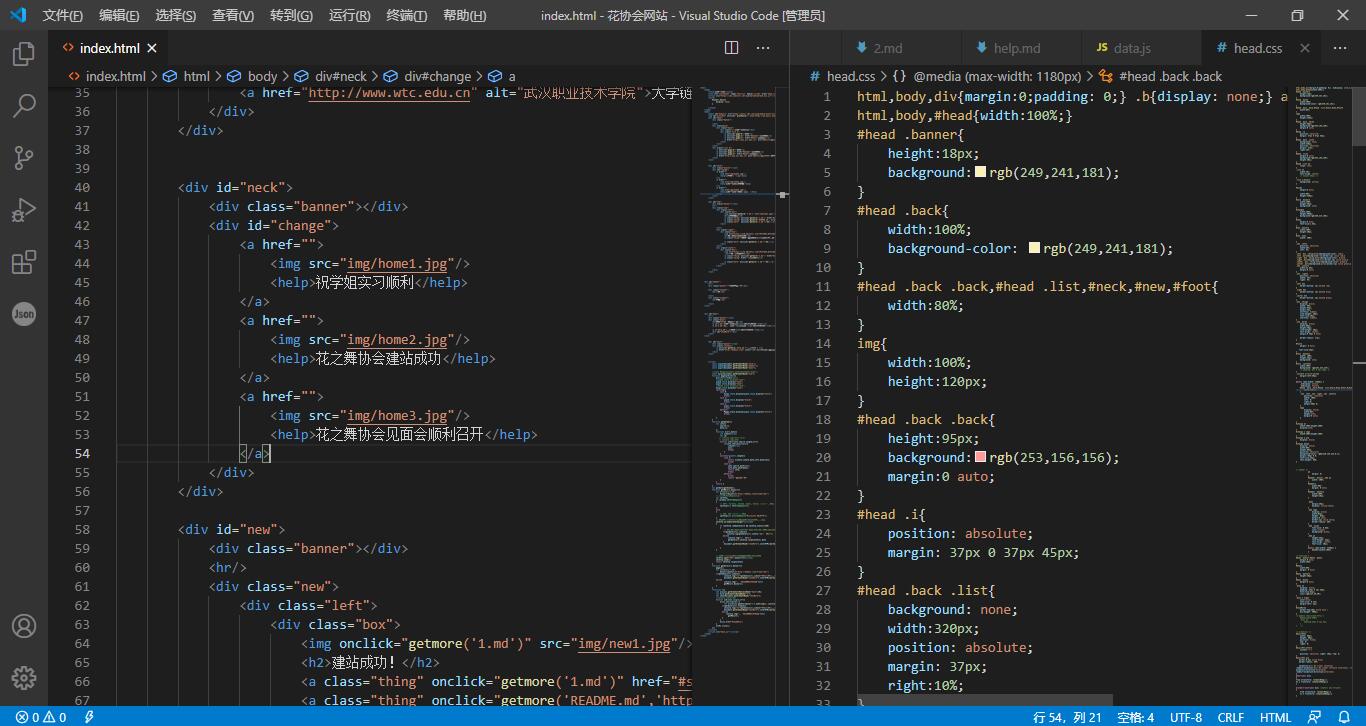 文件(F) 编辑(E) 选择(S) 查看(V) 转到(G) 运行(R) 终端(T) 帮助(H) index.html - 花协会网站 - Visual Studio Code [管理员]
index.html
index.html > html > body > div#neck > div#change > a
35 <a href="http://www.wtc.edu.cn" alt="武汉职业技术学院">大学链
36 </div>
37 </div>
38
39
40 <div id="neck">
41 <div class="banner"></div>
42 <div id="change">
43 <a href="">
44 <img src="img/home1.jpg"/>
45 <help>祝学姐实习顺利</help>
46 </a>
47 <a href="">
48 <img src="img/home2.jpg"/>
49 <help>花之舞协会建站成功</help>
50 </a>
51 <a href="">
52 <img src="img/home3.jpg"/>
53 <help>花之舞协会见面会顺利召开</help>
54 </a>
55 </div>
56 </div>
57
58 <div id="new">
59 <div class="banner"></div>
60 <hr/>
61 <div class="new">
62 <div class="left">
63 <div class="box">
64 <img onclick="getmore('1.md')" src="img/new1.jpg"/>
65 <h2>建站成功！</h2>
66 <a class="thing" onclick="getmore('1.md')" href="#s
67 <a class="thing" onclick="getmore('README.md','http
2.md help.md JS data.js # head.css
# head.css > {} @media (max-width: 1180px) > #head .back .back
1 html,body,div{margin:0;padding: 0;} .b{display: none;} a
2 html,body,#head{width:100%;}
3 #head .banner{
4 height:18px;
5 background:rgb(249,241,181);
6 }
7 #head .back{
8 width:100%;
9 background-color: rgb(249,241,181);
10 }
11 #head .back .back,#head .list,#neck,#new,#foot{
12 width:80%;
13 }
14 img{
15 width:100%;
16 height:120px;
17 }
18 #head .back .back{
19 height:95px;
20 background:rgb(253,156,156);
21 margin:0 auto;
22 }
23 #head .i{
24 position: absolute;
25 margin: 37px 0 37px 45px;
26 }
27 #head .back .list{
28 background: none;
29 width:320px;
30 position: absolute;
31 margin: 37px;
32 right:10%;
33 }
Json
0 0 行 54，列 21 空格: 4 UTF-8 CRLF HTML